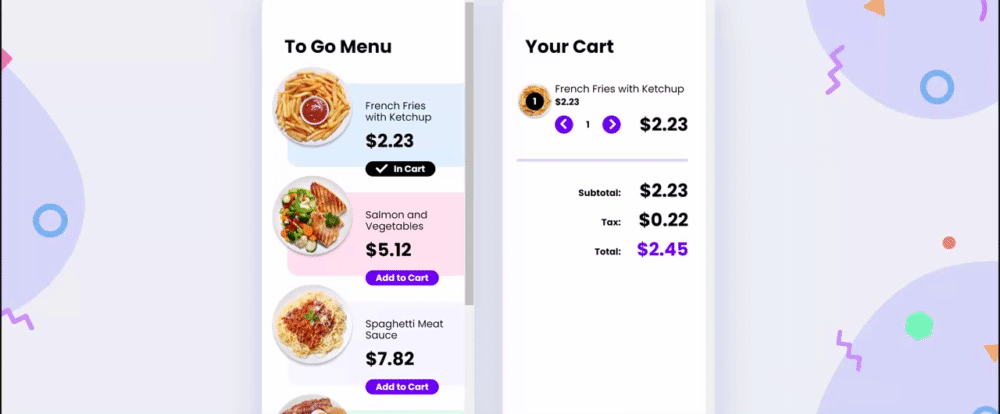 To Go Menu
French Fries
with Ketchup
$2.23
In Cart
Salmon and
Vegetables
$5.12
Add to Cart
Spaghetti Meat
Sauce
$7.82
Add to Cart
Your Cart
1
French Fries with Ketchup
$2.23
1
$2.23
Subtotal:
$2.23
Tax:
$0.22
Total:
$2.45